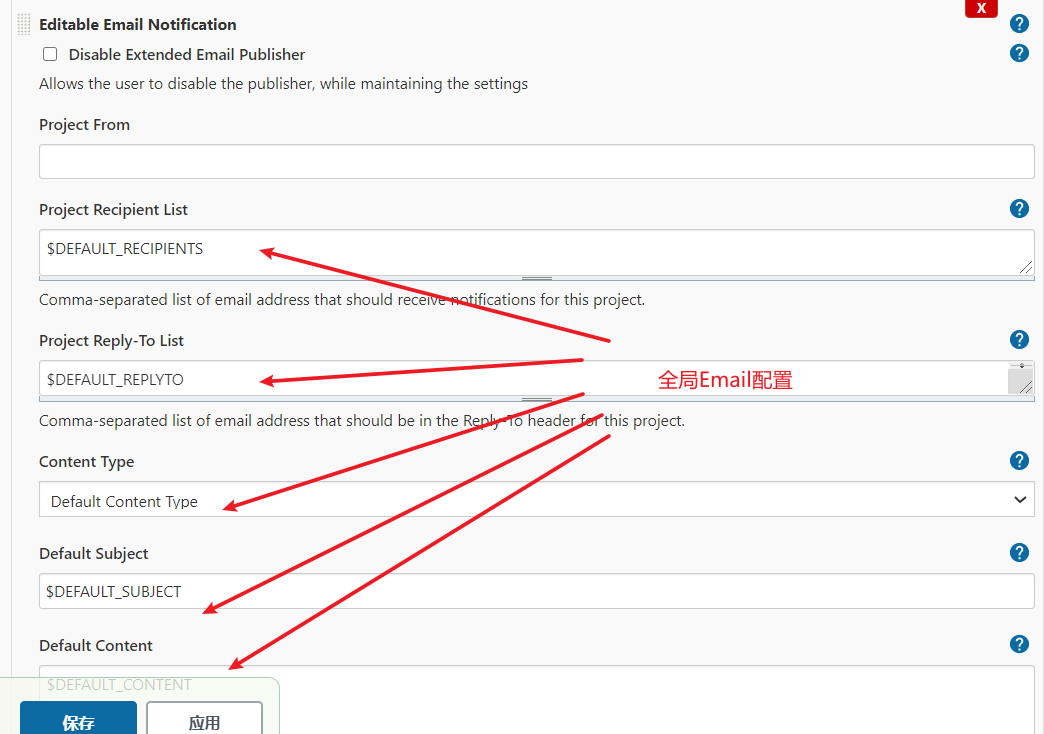 X
Editable Email Notification
?
Disable Extended Email Publisher
?
Allows the user to disable the publisher, while maintaining the settings
Project From
Project Recipient List
?
$DEFAULT_RECIPIENTS
Comma-separated list of email address that should receive notifications for this project.
Project Reply-To List
?
$DEFAULT_REPLYTO
全局Email配置
Comma-separated list of email address that should be in the Reply-To header for this project.
Content Type
?
Default Content Type
Default Subject
?
$DEFAULT_SUBJECT
Default Content
?
$DEFAULT_CONTENT
保存
应用